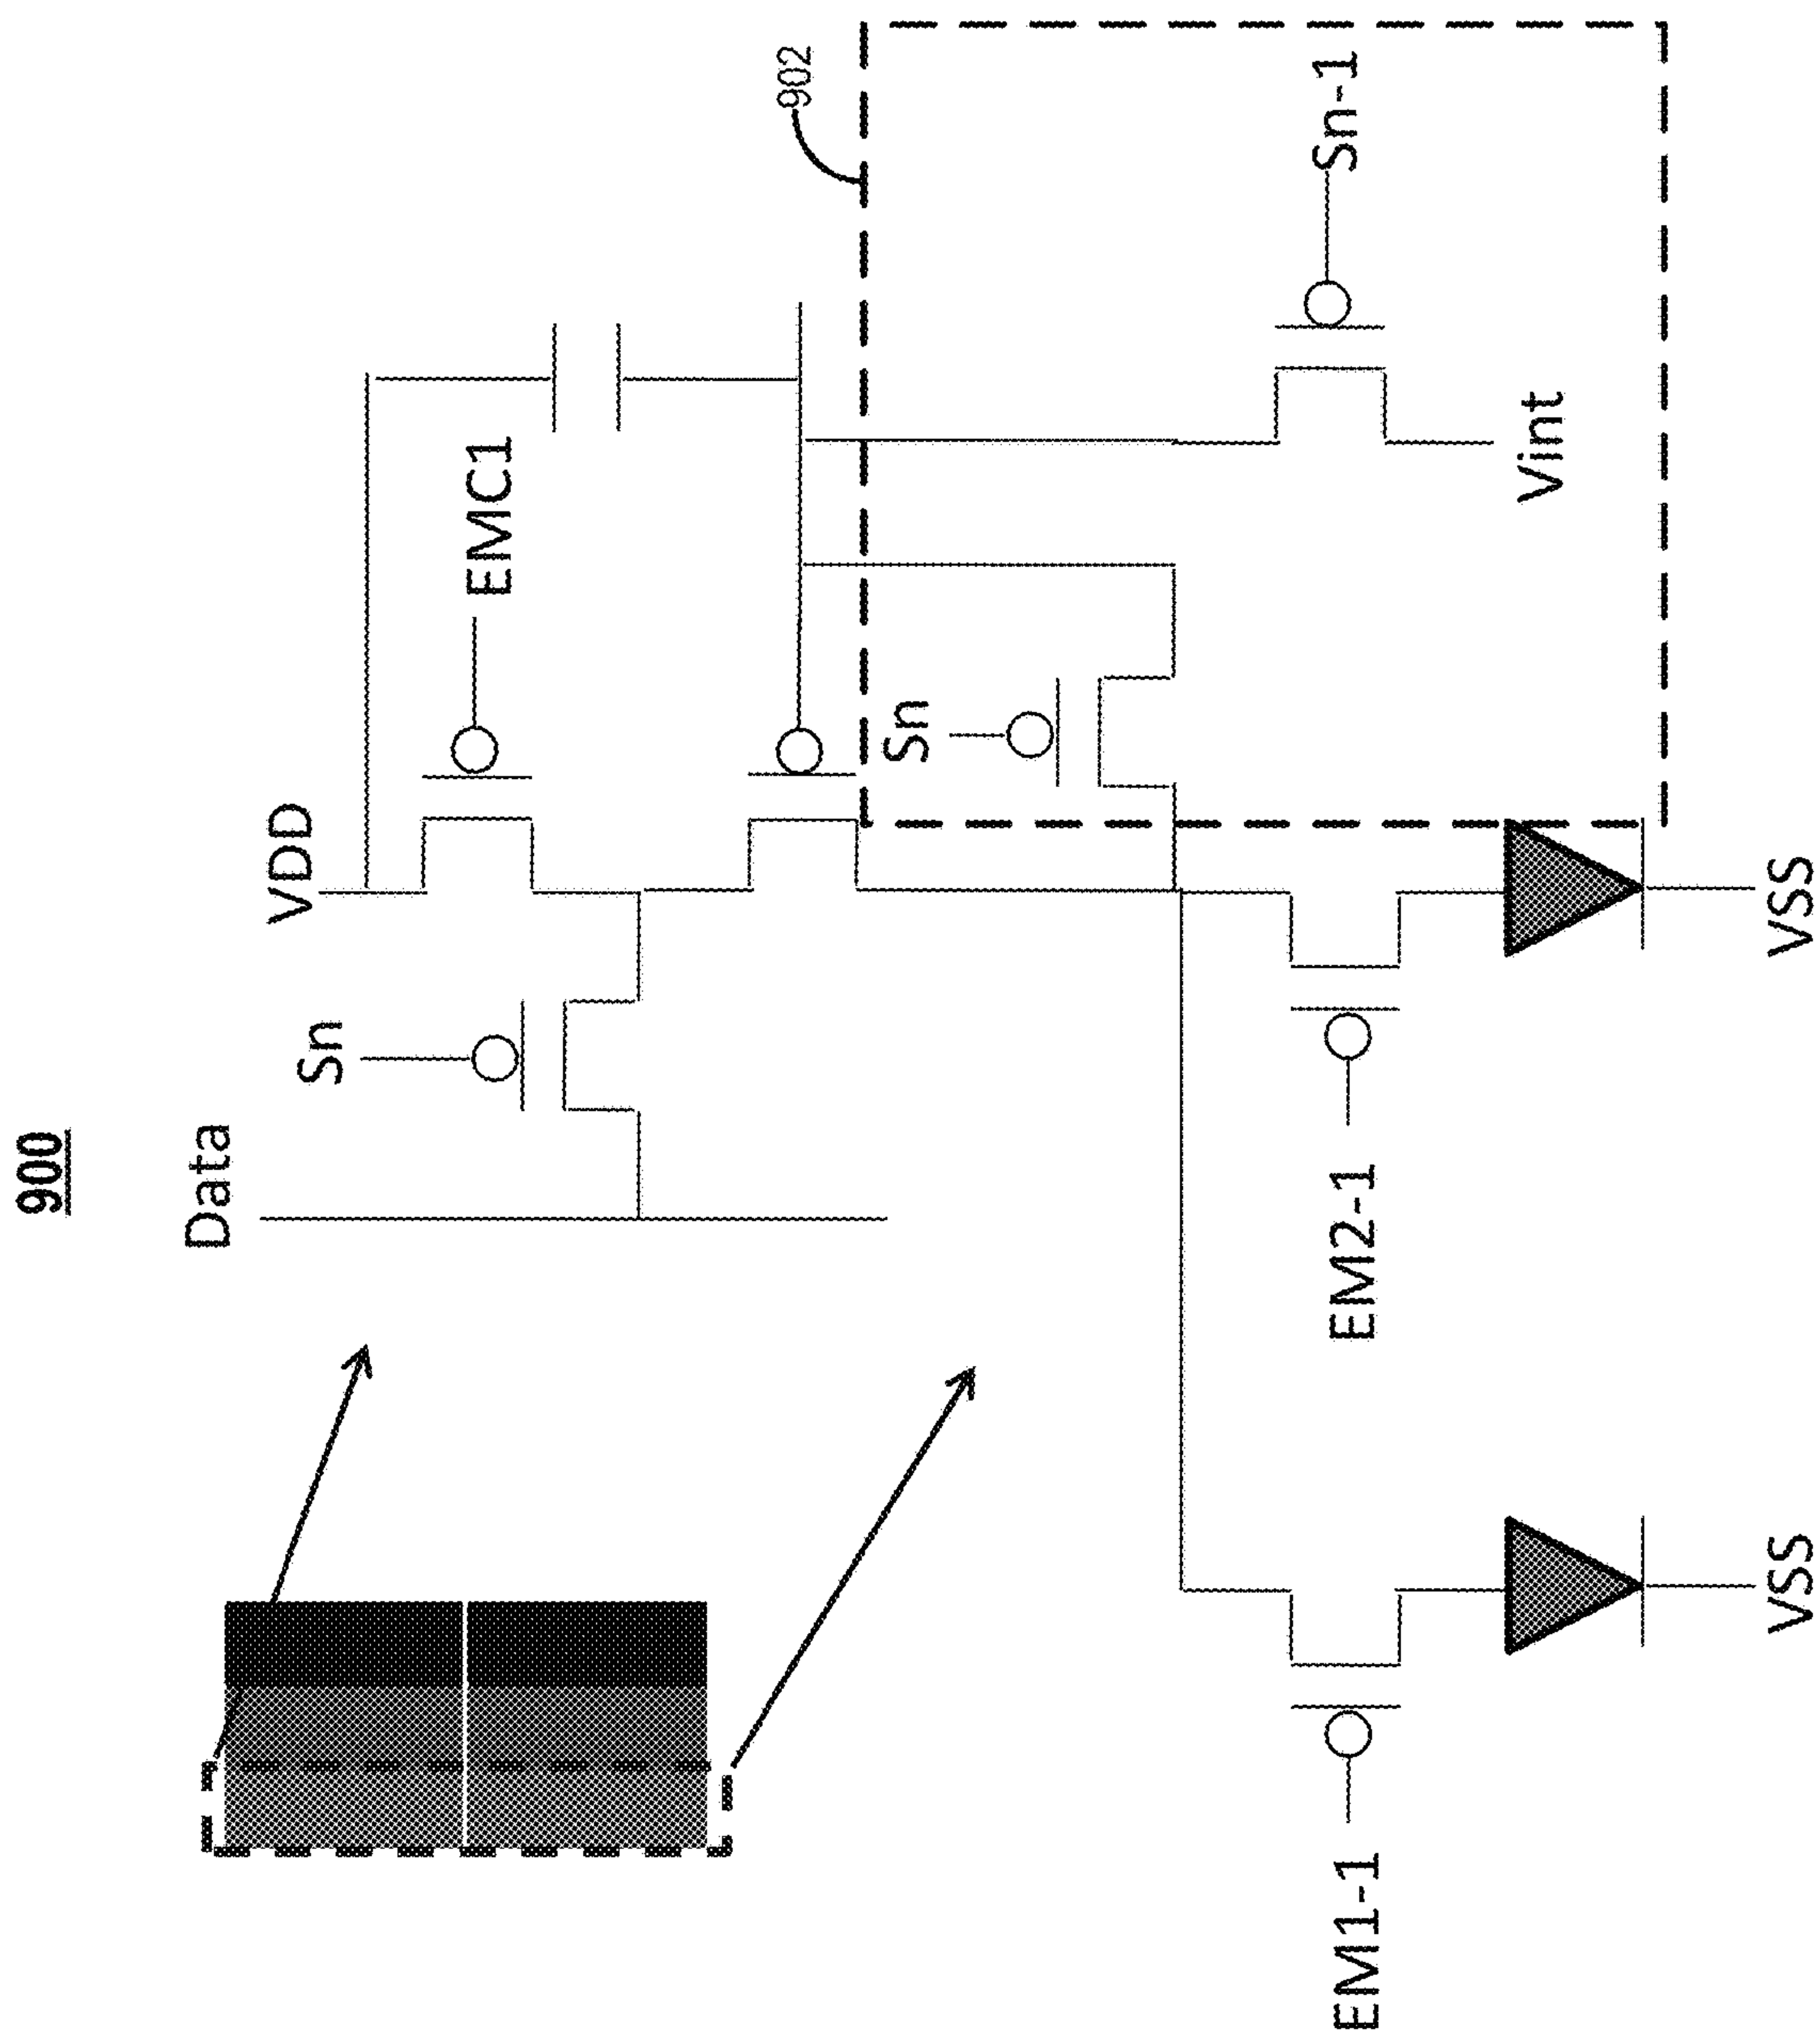 900
Data
VDD
Sn
EMC1
902
Sn
Sn-1
Vint
EM1-1
EM2-1
VSS
VSS